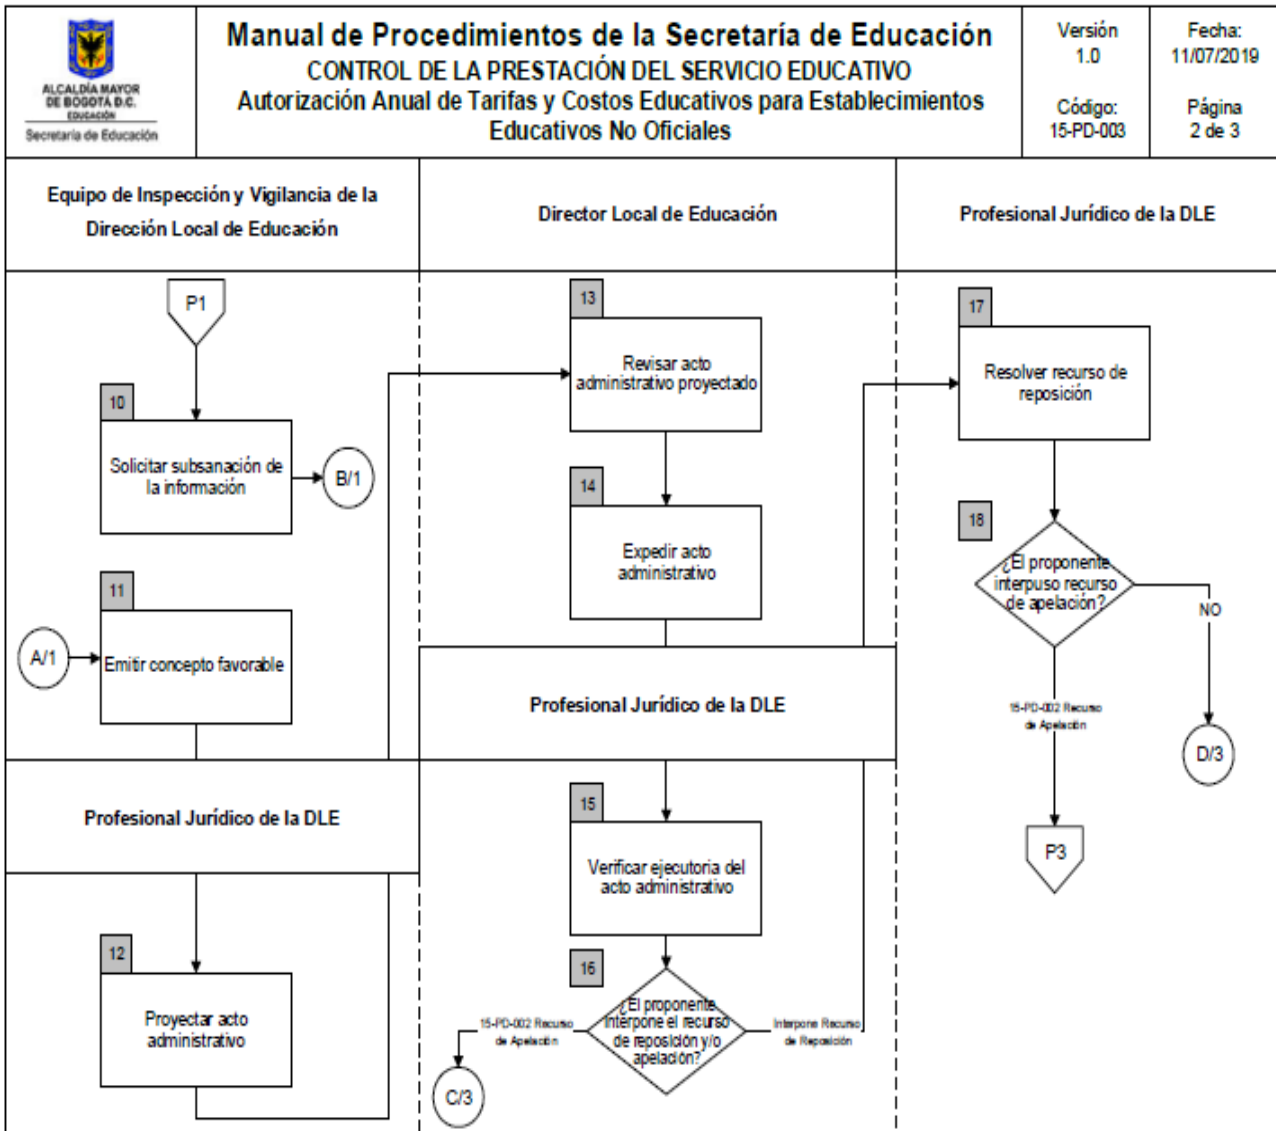 ALCALDÍA MAYOR
DE BOGOTÁ D.C.
EDUCACIÓN
Secretaría de Educación
Manual de Procedimientos de la Secretaría de Educación
CONTROL DE LA PRESTACIÓN DEL SERVICIO EDUCATIVO
Autorización Anual de Tarifas y Costos Educativos para Establecimientos
Educativos No Oficiales
Versión
1.0
Código:
15-PD-003
Fecha:
11/07/2019
Página
2 de 3
Equipo de Inspección y Vigilancia de la
Dirección Local de Educación
Director Local de Educación
Profesional Jurídico de la DLE
P1
10
Solicitar subsanación de
la información
B/1
11
A/1
Emitir concepto favorable
Profesional Jurídico de la DLE
12
Proyectar acto
administrativo
13
Revisar acto
administrativo proyectado
14
Expedir acto
administrativo
Profesional Jurídico de la DLE
15
Verificar ejecutoria del
acto administrativo
16
¿El proponente
interpone el recurso
de reposición y/o
apelación?
15-PD-002 Recurso
de Apelación
C/3
Interpone Recurso
de Reposición
17
Resolver recurso de
reposición
18
¿El proponente
interpuso recurso
de apelación?
NO
D/3
15-PD-002 Recurso
de Apelación
P3